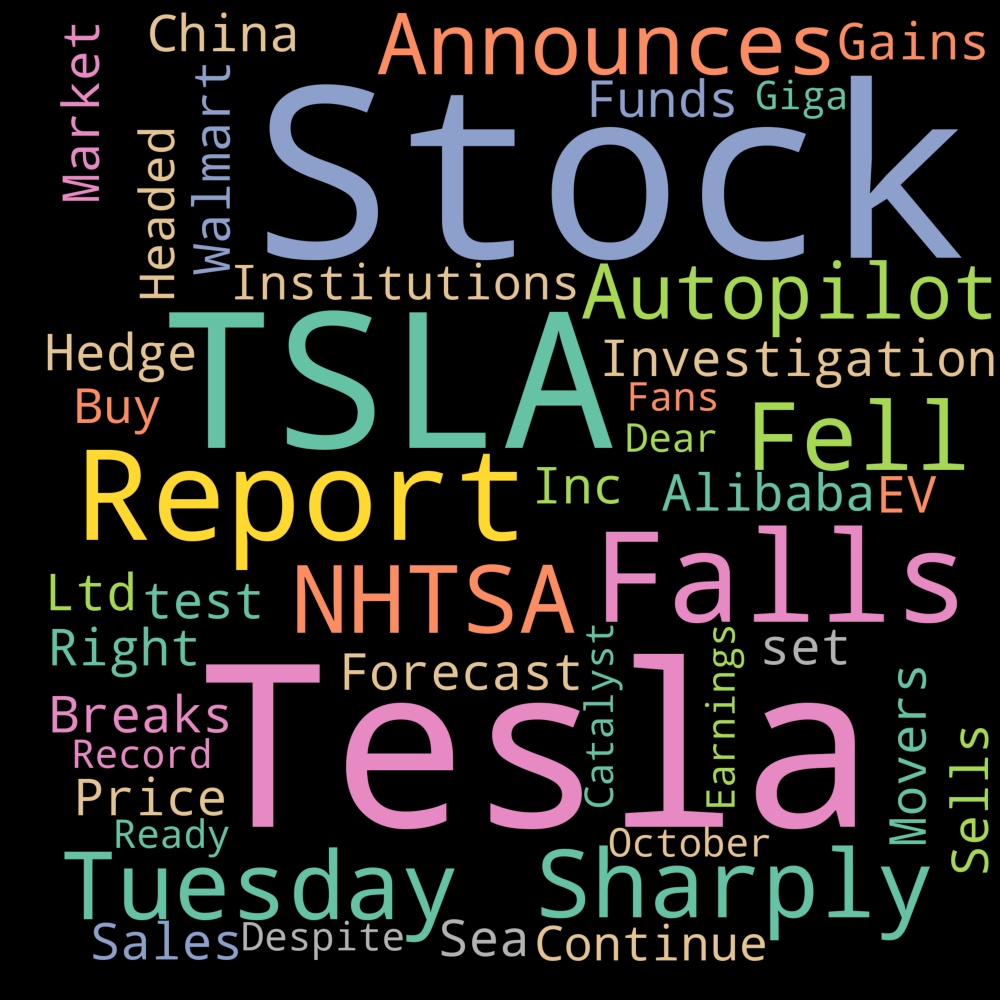 China
Announces
Gains
Market
Walmart
Funds
Giga
Stock
Headed
Institutions
Autopilot
TSLA
Hedge
Investigation
Buy
Fans
Dear
Fell
Report
Inc
Alibaba
EV
Falls
NHTSA
Ltd
test
Right
Forecast
Catalyst
Earnings
set
Tesla
Movers
Breaks
Record
Price
Sells
Ready
October
Tuesday
Sharply
Sales
Despite
Sea
Continue